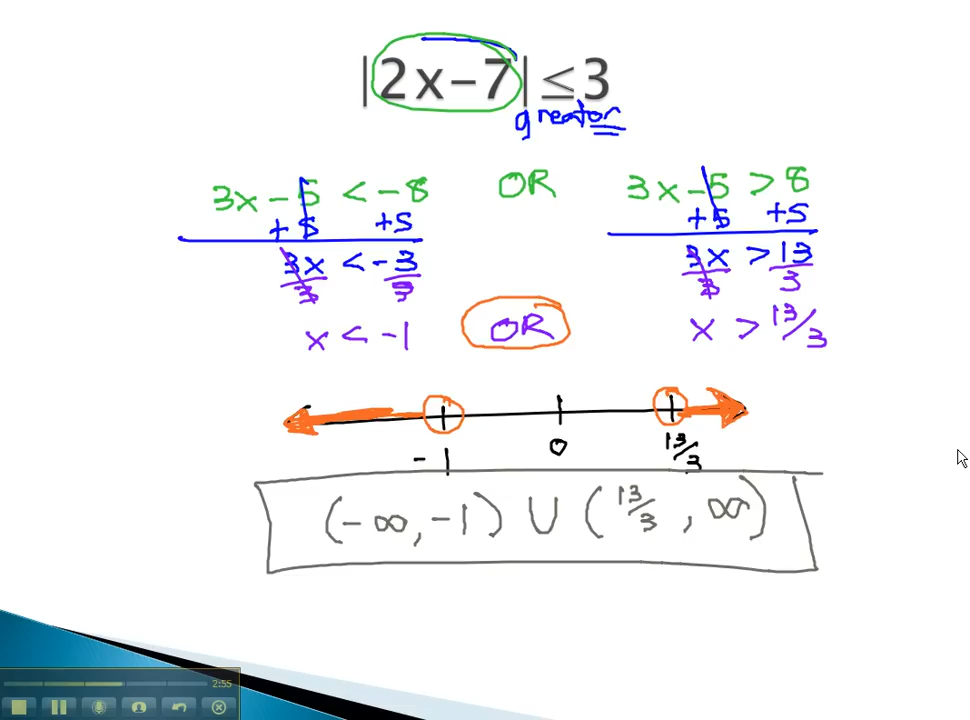 |2x-7| ≤3
greator
3x - 5 < - 8 OR 3x - 5 > 8
+ 5 +5 + 5 +5
3x < - 3 3x > 13
3 3 3 3
x < -1 OR x > 13/3
-1 0 13/3
(-∞, -1) ∪ (13/3, ∞)
2:55